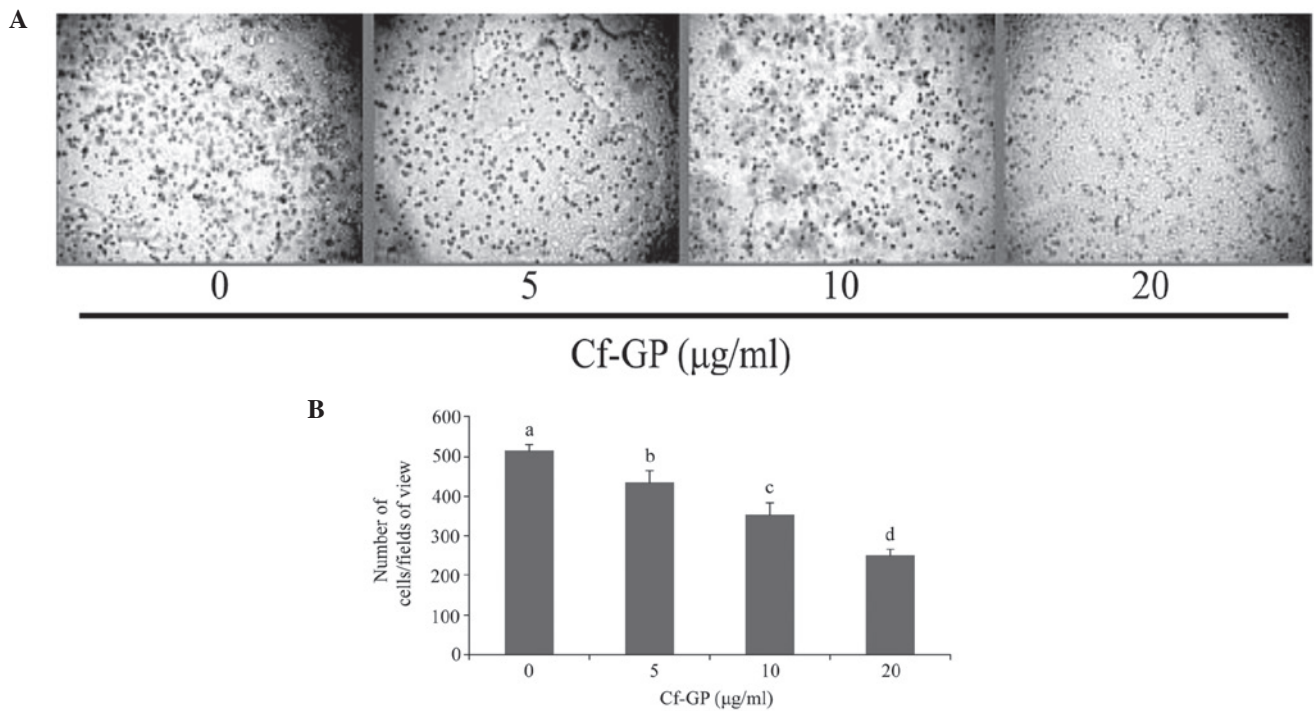 A
0 5 10 20
Cf-GP (μg/ml)
B
600
500
400
300
200
100
0
Number of
cells/fields of view
a
b
c
d
0 5 10 20
Cf-GP (μg/ml)